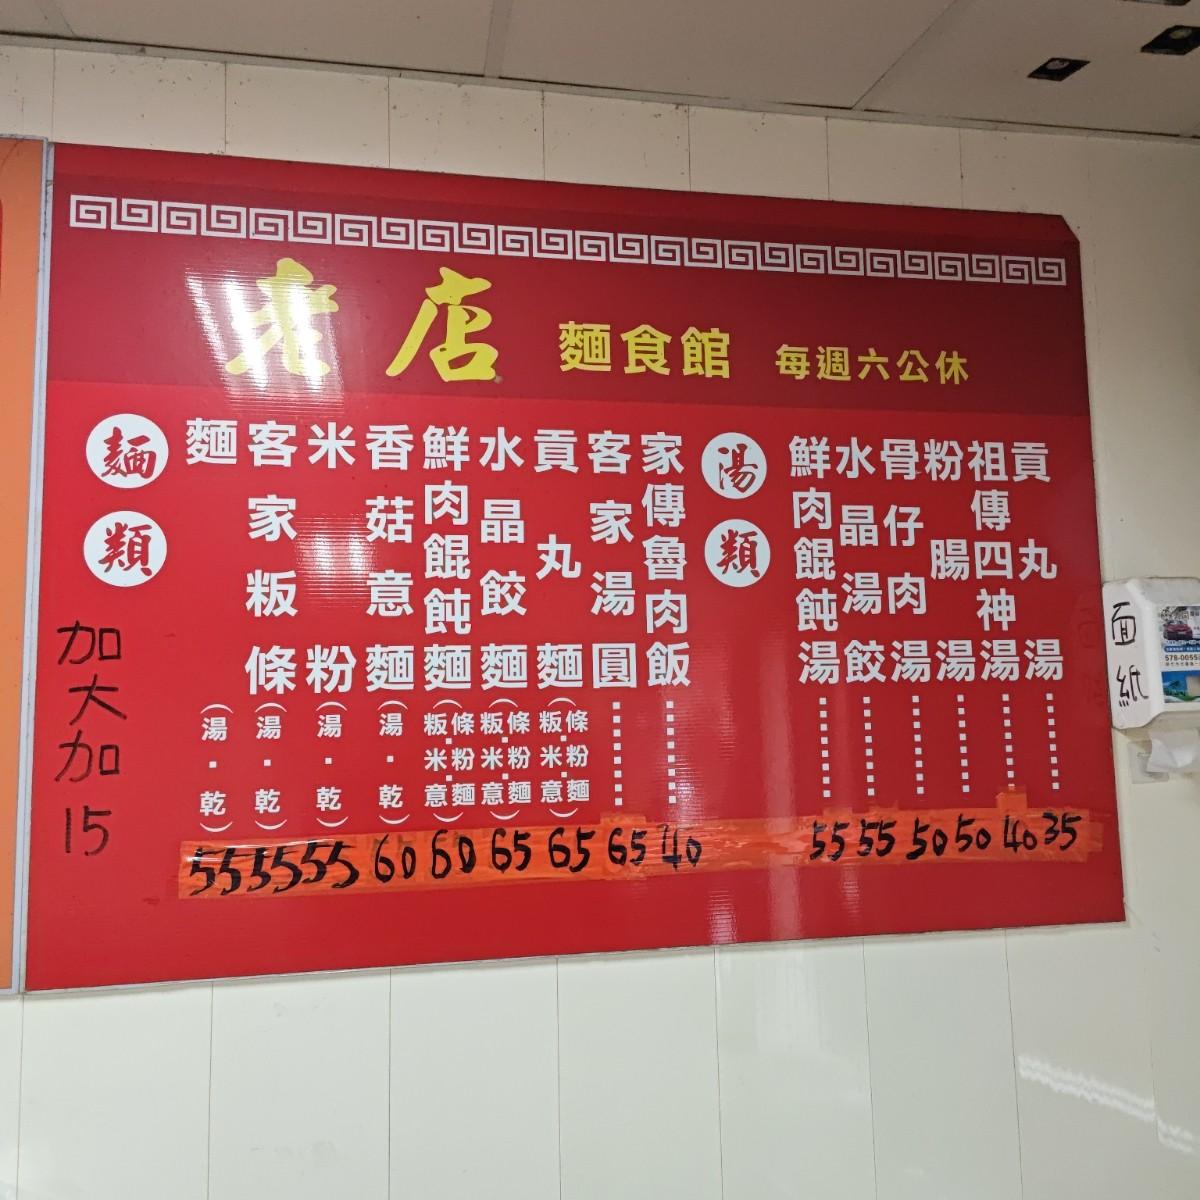 老店 麵食館 每週六公休
麵類
麵(湯．乾) 55
客家粄條(湯．乾) 55
米粉(湯．乾) 55
香菇意麵(湯．乾) 60
鮮肉餛飩麵(條粉麵粄米意) 60
水晶餃麵(條粉麵粄米意) 65
貢丸麵(條粉麵粄米意) 65
客家湯圓 65
家傳魯肉飯 40
湯類
鮮肉餛飩湯 55
水晶湯餃 55
骨仔肉湯 50
粉腸湯 50
祖傳四神湯 40
貢丸湯 35
加大加15
面紙
578-0055